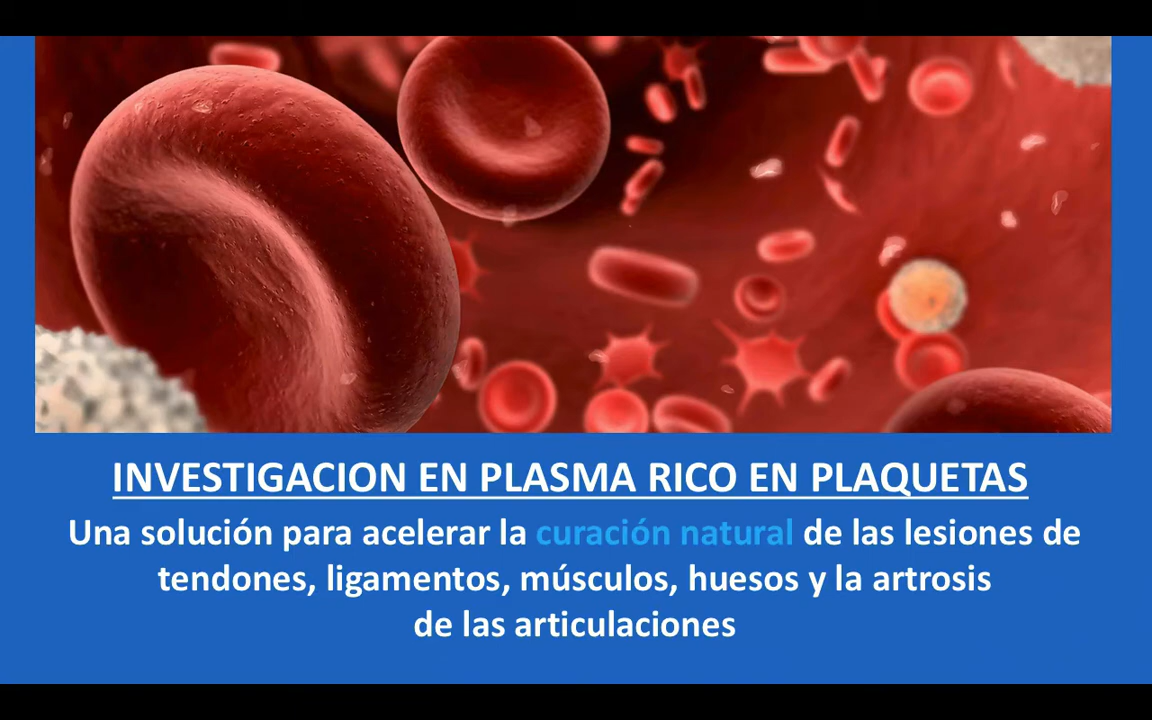 INVESTIGACION EN PLASMA RICO EN PLAQUETAS
Una solución para acelerar la curación natural de las lesiones de
tendones, ligamentos, músculos, huesos y la artrosis
de las articulaciones